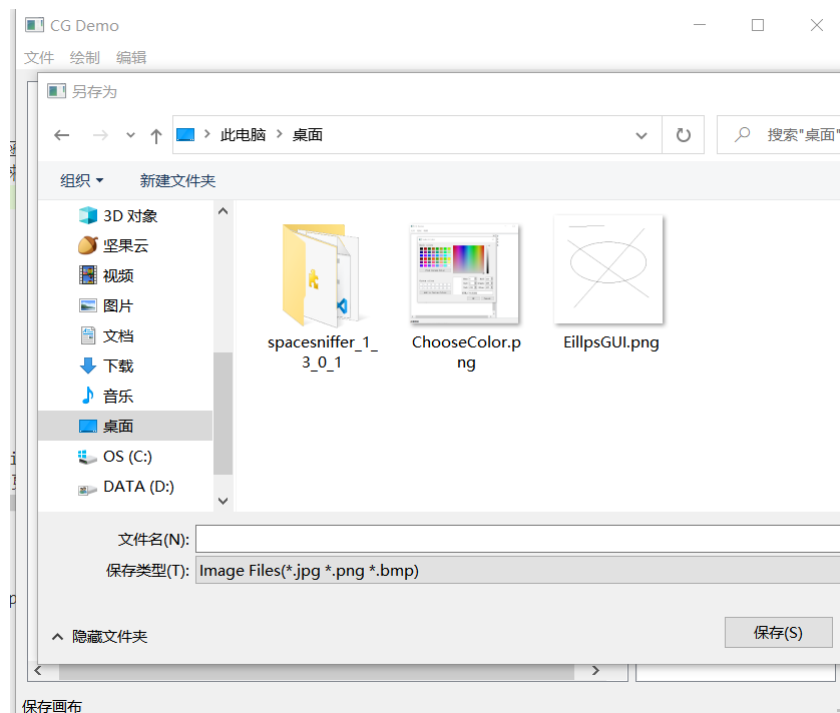 CG Demo
文件 绘制 编辑
另存为
此电脑 桌面
搜索"桌面"
组织 新建文件夹
3D 对象
坚果云
视频
图片
文档
下载
音乐
桌面
OS (C:)
DATA (D:)
spacesniffer_1_
3_0_1
ChooseColor.p
ng
EillpsGUI.png
文件名(N):
保存类型(T): Image Files(*.jpg *.png *.bmp)
隐藏文件夹
保存(S)
保存画布